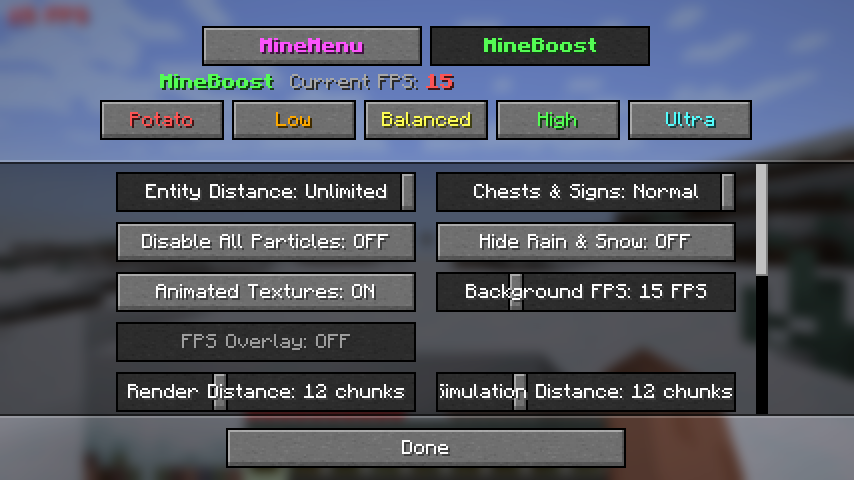 MineMenu MineBoost
MineBoost Current FPS: 15
Potato Low Balanced High Ultra
Entity Distance: Unlimited Chests & Signs: Normal
Disable All Particles: OFF Hide Rain & Snow: OFF
Animated Textures: ON Background FPS: 15 FPS
FPS Overlay: OFF
Render Distance: 12 chunks Simulation Distance: 12 chunks
Done